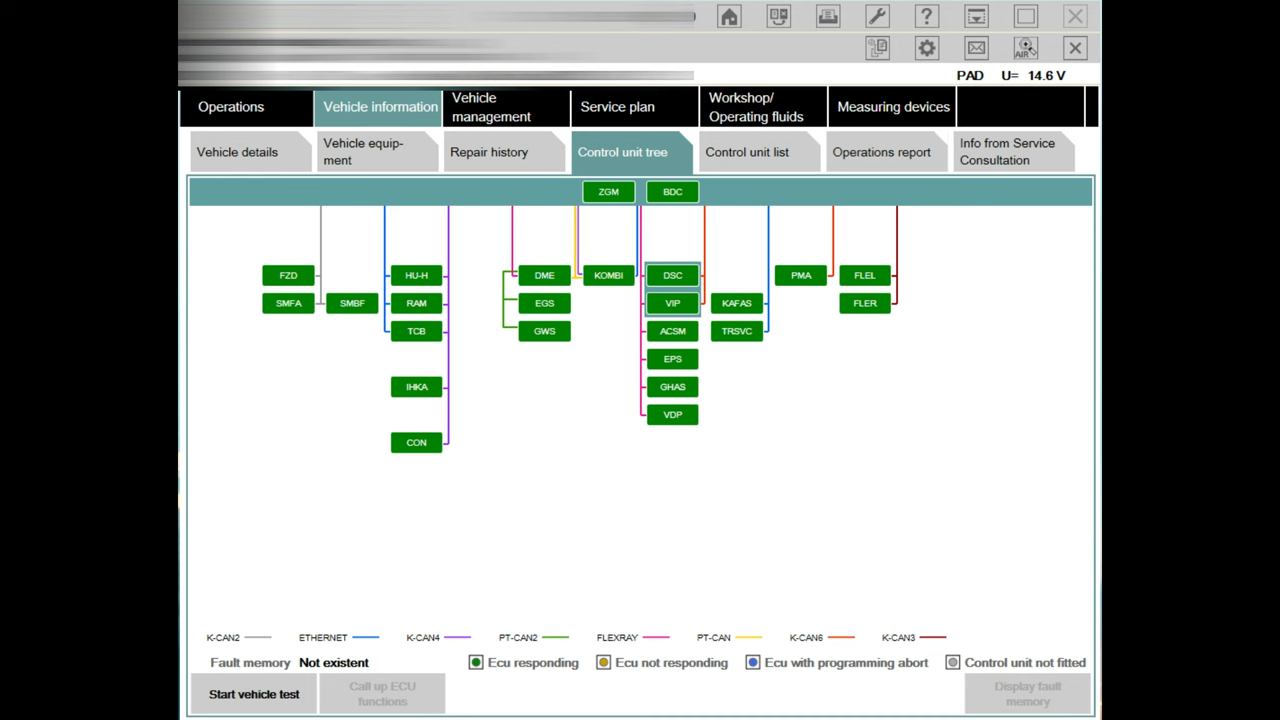 ?
AIR
PAD U= 14.6 V
Operations
Vehicle information
Vehicle
management
Service plan
Workshop/
Operating fluids
Measuring devices
Vehicle details
Vehicle equip-
ment
Repair history
Control unit tree
Control unit list
Operations report
Info from Service
Consultation
ZGM BDC
FZD HU-H DME KOMBI DSC PMA FLEL
SMFA SMBF RAM EGS VIP KAFAS FLER
TCB GWS ACSM TRSVC
EPS
IHKA GHAS
VDP
CON
K-CAN2 ETHERNET K-CAN4 PT-CAN2 FLEXRAY PT-CAN K-CAN6 K-CAN3
Fault memory Not existent Ecu responding Ecu not responding Ecu with programming abort Control unit not fitted
Start vehicle test
Call up ECU
functions
Display fault
memory